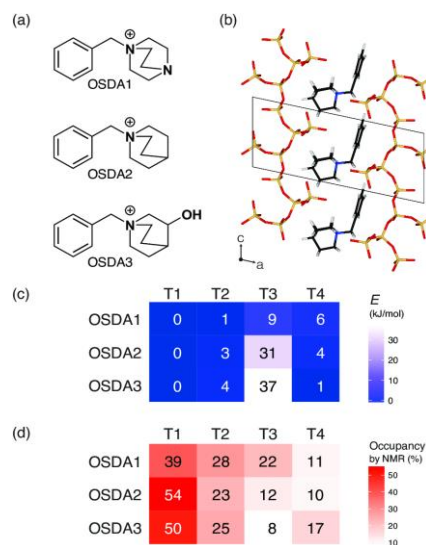 (a)
N
⊕
N
OSDA1
N
⊕
OSDA2
N
⊕
OH
OSDA3
(b)
c
a
(c)
T1 T2 T3 T4
OSDA1 0 1 9 6
OSDA2 0 3 31 4
OSDA3 0 4 37 1
E
(kJ/mol)
30
20
10
0
(d)
T1 T2 T3 T4
OSDA1 39 28 22 11
OSDA2 54 23 12 10
OSDA3 50 25 8 17
Occupancy
by NMR (%)
50
40
30
20
10